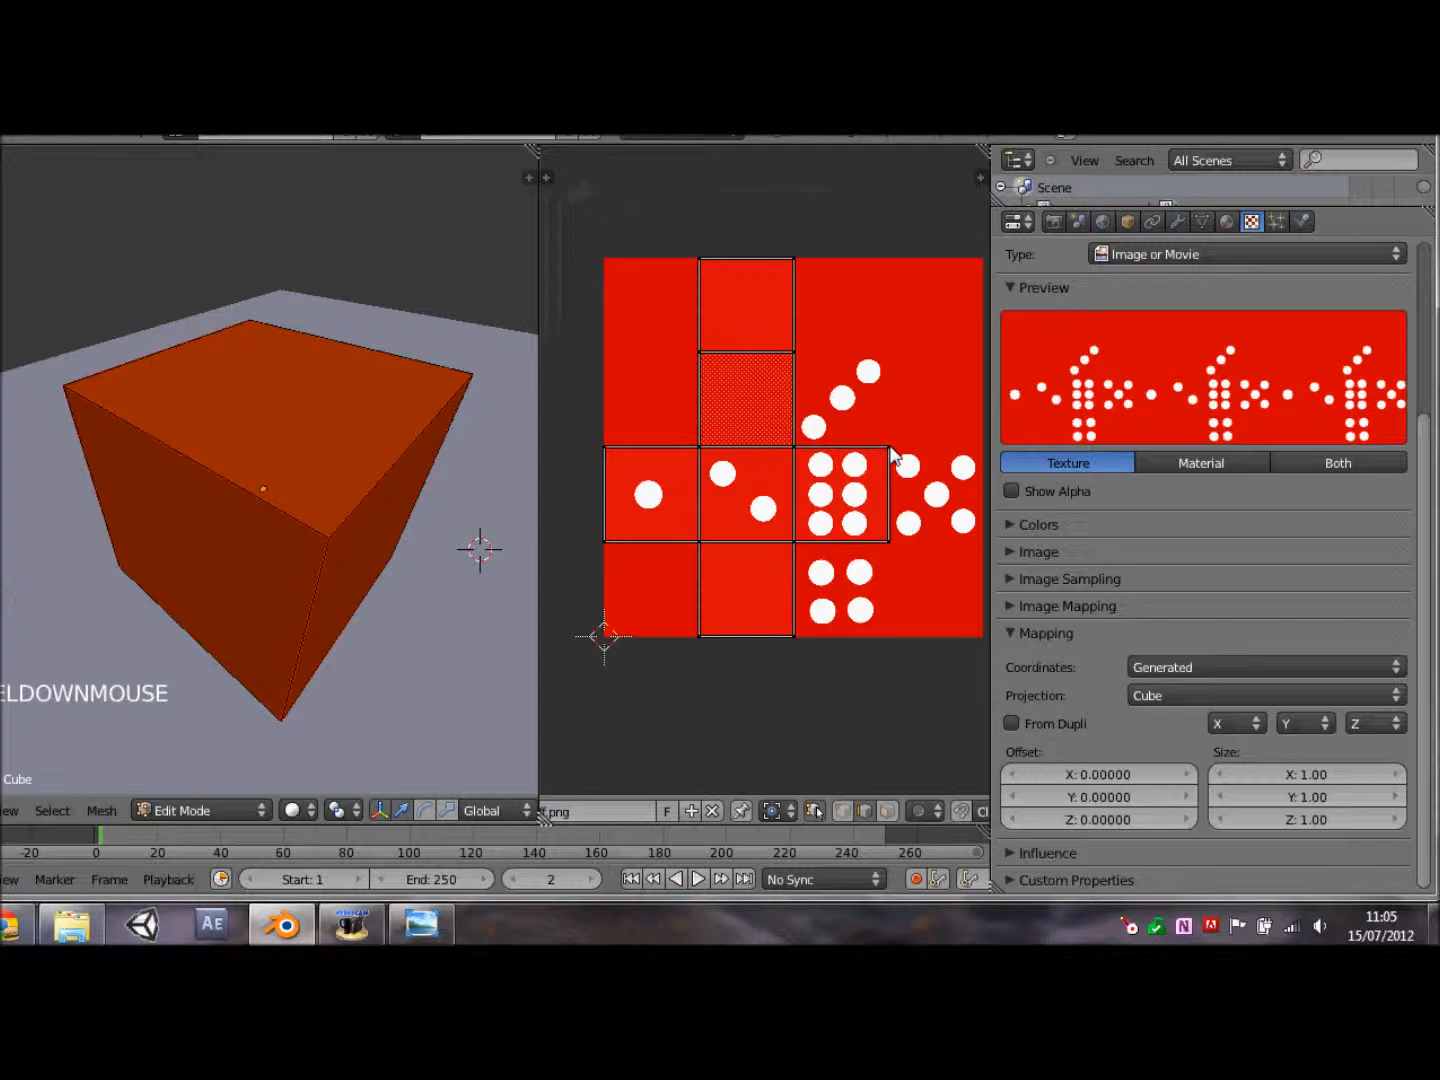 View Search All Scenes
Scene
Type: Image or Movie
Preview
Texture Material Both
Show Alpha
Colors
Image
Image Sampling
Image Mapping
Mapping
Coordinates: Generated
Projection: Cube
From Dupli X Y Z
Offset: Size:
X: 0.00000 X: 1.00
Y: 0.00000 Y: 1.00
Z: 0.00000 Z: 1.00
Influence
Custom Properties
ELDOWNMOUSE
Cube
ew Select Mesh Edit Mode Global
f.png F Cl
-20 0 20 40 60 80 100 120 140 160 180 200 220 240 260
ew Marker Frame Playback Start: 1 End: 250 2 No Sync
AE
HYPERCAM
N
11:05
15/07/2012